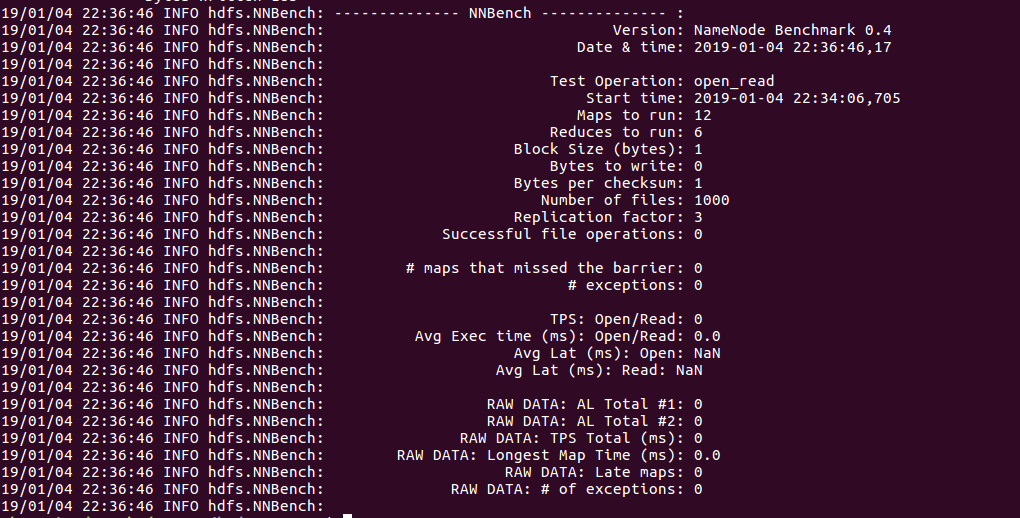 19/01/04 22:36:46 INFO hdfs.NNBench: -------------- NNBench -------------- :
19/01/04 22:36:46 INFO hdfs.NNBench: Version: NameNode Benchmark 0.4
19/01/04 22:36:46 INFO hdfs.NNBench: Date & time: 2019-01-04 22:36:46,17
19/01/04 22:36:46 INFO hdfs.NNBench:
19/01/04 22:36:46 INFO hdfs.NNBench: Test Operation: open_read
19/01/04 22:36:46 INFO hdfs.NNBench: Start time: 2019-01-04 22:34:06,705
19/01/04 22:36:46 INFO hdfs.NNBench: Maps to run: 12
19/01/04 22:36:46 INFO hdfs.NNBench: Reduces to run: 6
19/01/04 22:36:46 INFO hdfs.NNBench: Block Size (bytes): 1
19/01/04 22:36:46 INFO hdfs.NNBench: Bytes to write: 0
19/01/04 22:36:46 INFO hdfs.NNBench: Bytes per checksum: 1
19/01/04 22:36:46 INFO hdfs.NNBench: Number of files: 1000
19/01/04 22:36:46 INFO hdfs.NNBench: Replication factor: 3
19/01/04 22:36:46 INFO hdfs.NNBench: Successful file operations: 0
19/01/04 22:36:46 INFO hdfs.NNBench:
19/01/04 22:36:46 INFO hdfs.NNBench: # maps that missed the barrier: 0
19/01/04 22:36:46 INFO hdfs.NNBench: # exceptions: 0
19/01/04 22:36:46 INFO hdfs.NNBench:
19/01/04 22:36:46 INFO hdfs.NNBench: TPS: Open/Read: 0
19/01/04 22:36:46 INFO hdfs.NNBench: Avg Exec time (ms): Open/Read: 0.0
19/01/04 22:36:46 INFO hdfs.NNBench: Avg Lat (ms): Open: NaN
19/01/04 22:36:46 INFO hdfs.NNBench: Avg Lat (ms): Read: NaN
19/01/04 22:36:46 INFO hdfs.NNBench:
19/01/04 22:36:46 INFO hdfs.NNBench: RAW DATA: AL Total #1: 0
19/01/04 22:36:46 INFO hdfs.NNBench: RAW DATA: AL Total #2: 0
19/01/04 22:36:46 INFO hdfs.NNBench: RAW DATA: TPS Total (ms): 0
19/01/04 22:36:46 INFO hdfs.NNBench: RAW DATA: Longest Map Time (ms): 0.0
19/01/04 22:36:46 INFO hdfs.NNBench: RAW DATA: Late maps: 0
19/01/04 22:36:46 INFO hdfs.NNBench: RAW DATA: # of exceptions: 0
19/01/04 22:36:46 INFO hdfs.NNBench: